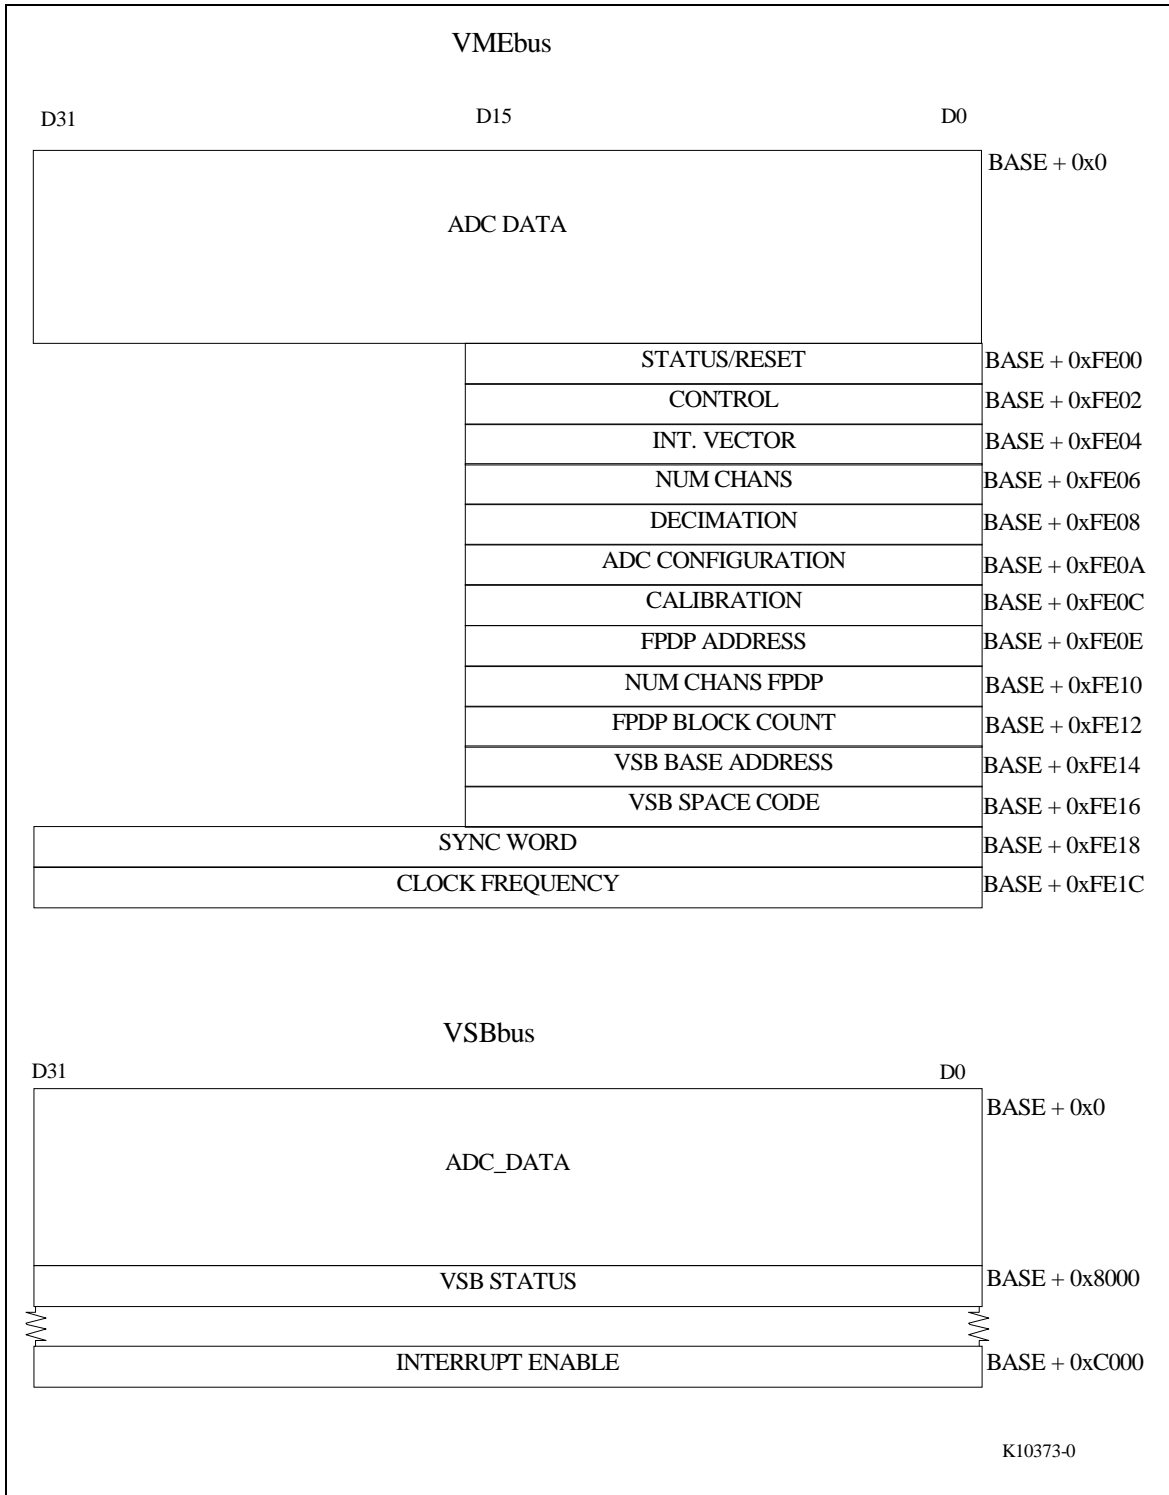 VMEbus
D31 D15 D0
BASE + 0x0
ADC DATA
STATUS/RESET BASE + 0xFE00
CONTROL BASE + 0xFE02
INT. VECTOR BASE + 0xFE04
NUM CHANS BASE + 0xFE06
DECIMATION BASE + 0xFE08
ADC CONFIGURATION BASE + 0xFE0A
CALIBRATION BASE + 0xFE0C
FPDP ADDRESS BASE + 0xFE0E
NUM CHANS FPDP BASE + 0xFE10
FPDP BLOCK COUNT BASE + 0xFE12
VSB BASE ADDRESS BASE + 0xFE14
VSB SPACE CODE BASE + 0xFE16
SYNC WORD BASE + 0xFE18
CLOCK FREQUENCY BASE + 0xFE1C
VSBbus
D31 D0
BASE + 0x0
ADC_DATA
VSB STATUS BASE + 0x8000
INTERRUPT ENABLE BASE + 0xC000
K10373-0